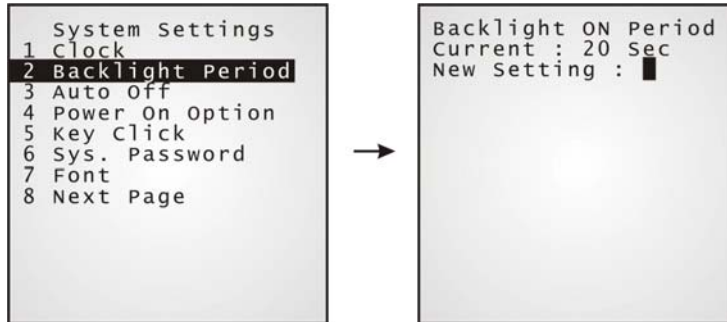 System Settings
1 Clock
2 Backlight Period
3 Auto Off
4 Power On Option
5 Key Click
6 Sys. Password
7 Font
8 Next Page
Backlight ON Period
Current : 20 Sec
New Setting :